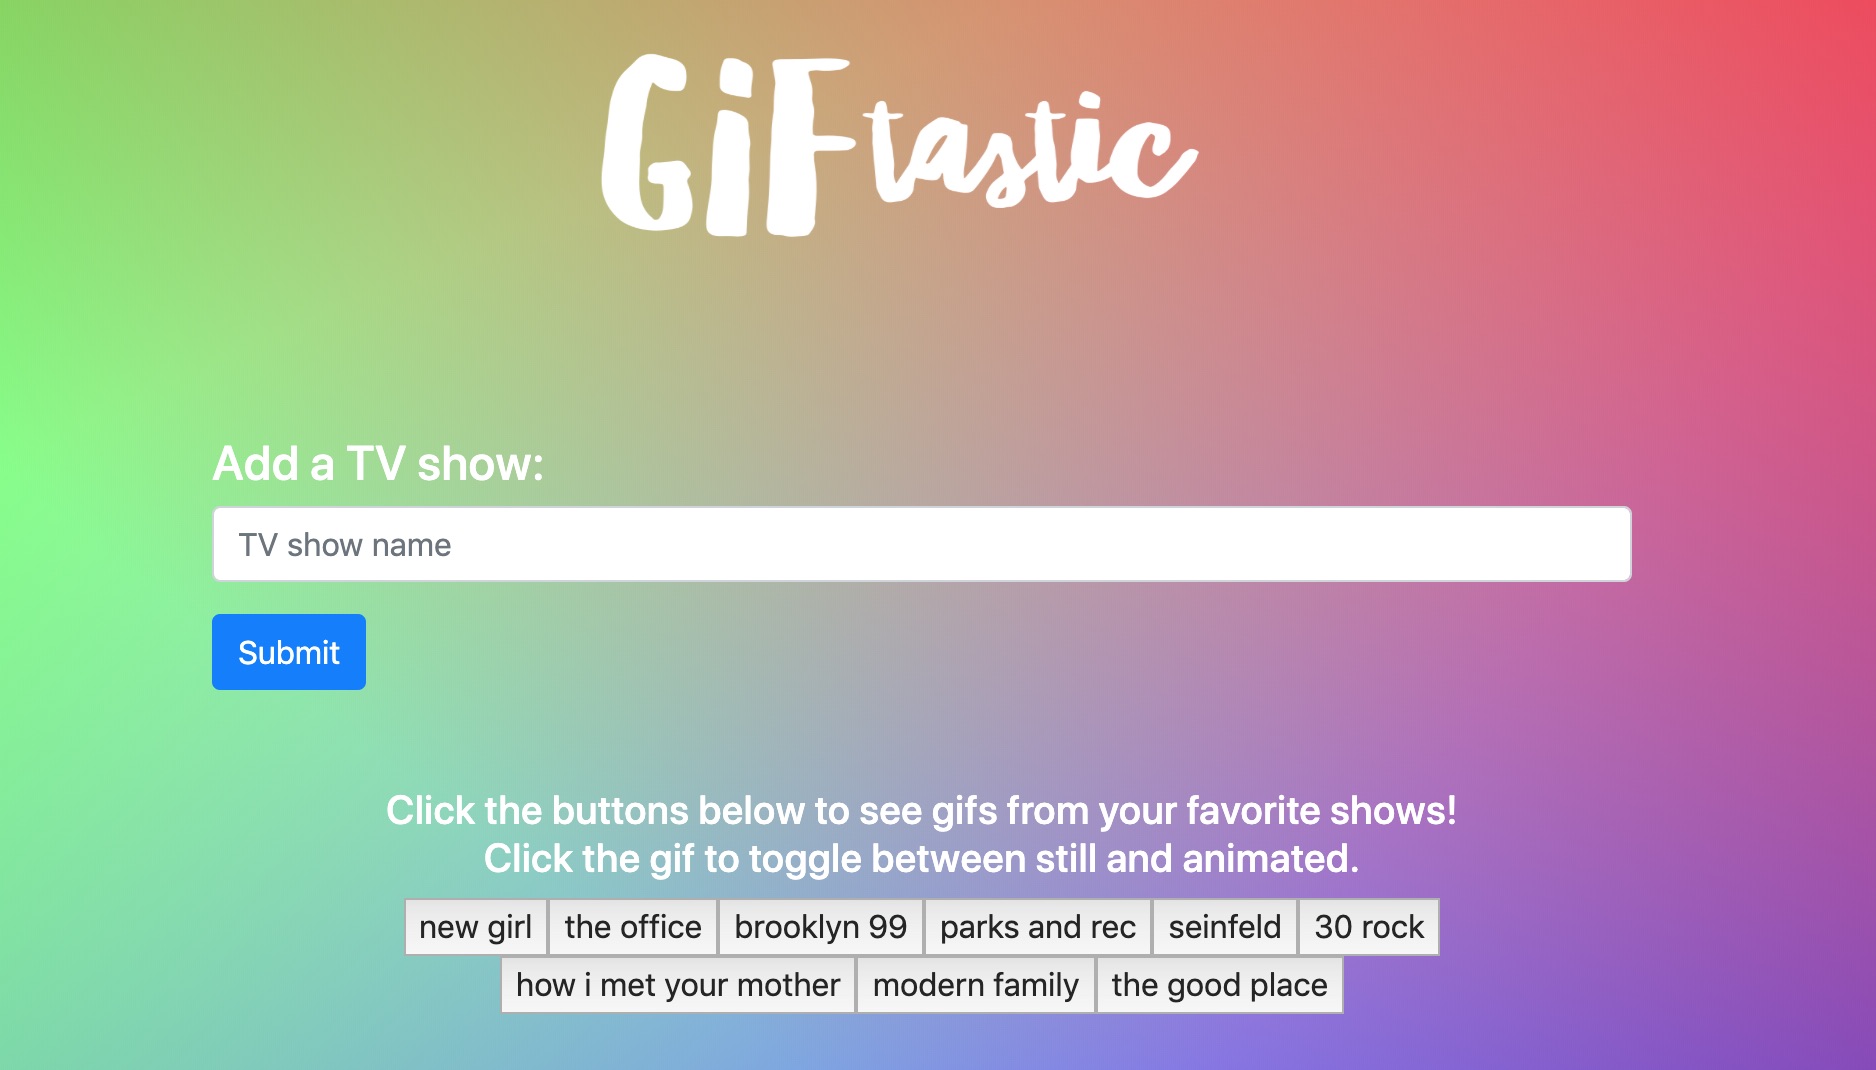 GiFtastic
Add a TV show:
TV show name
Submit
Click the buttons below to see gifs from your favorite shows!
Click the gif to toggle between still and animated.
new girl the office brooklyn 99 parks and rec seinfeld 30 rock
how i met your mother modern family the good place